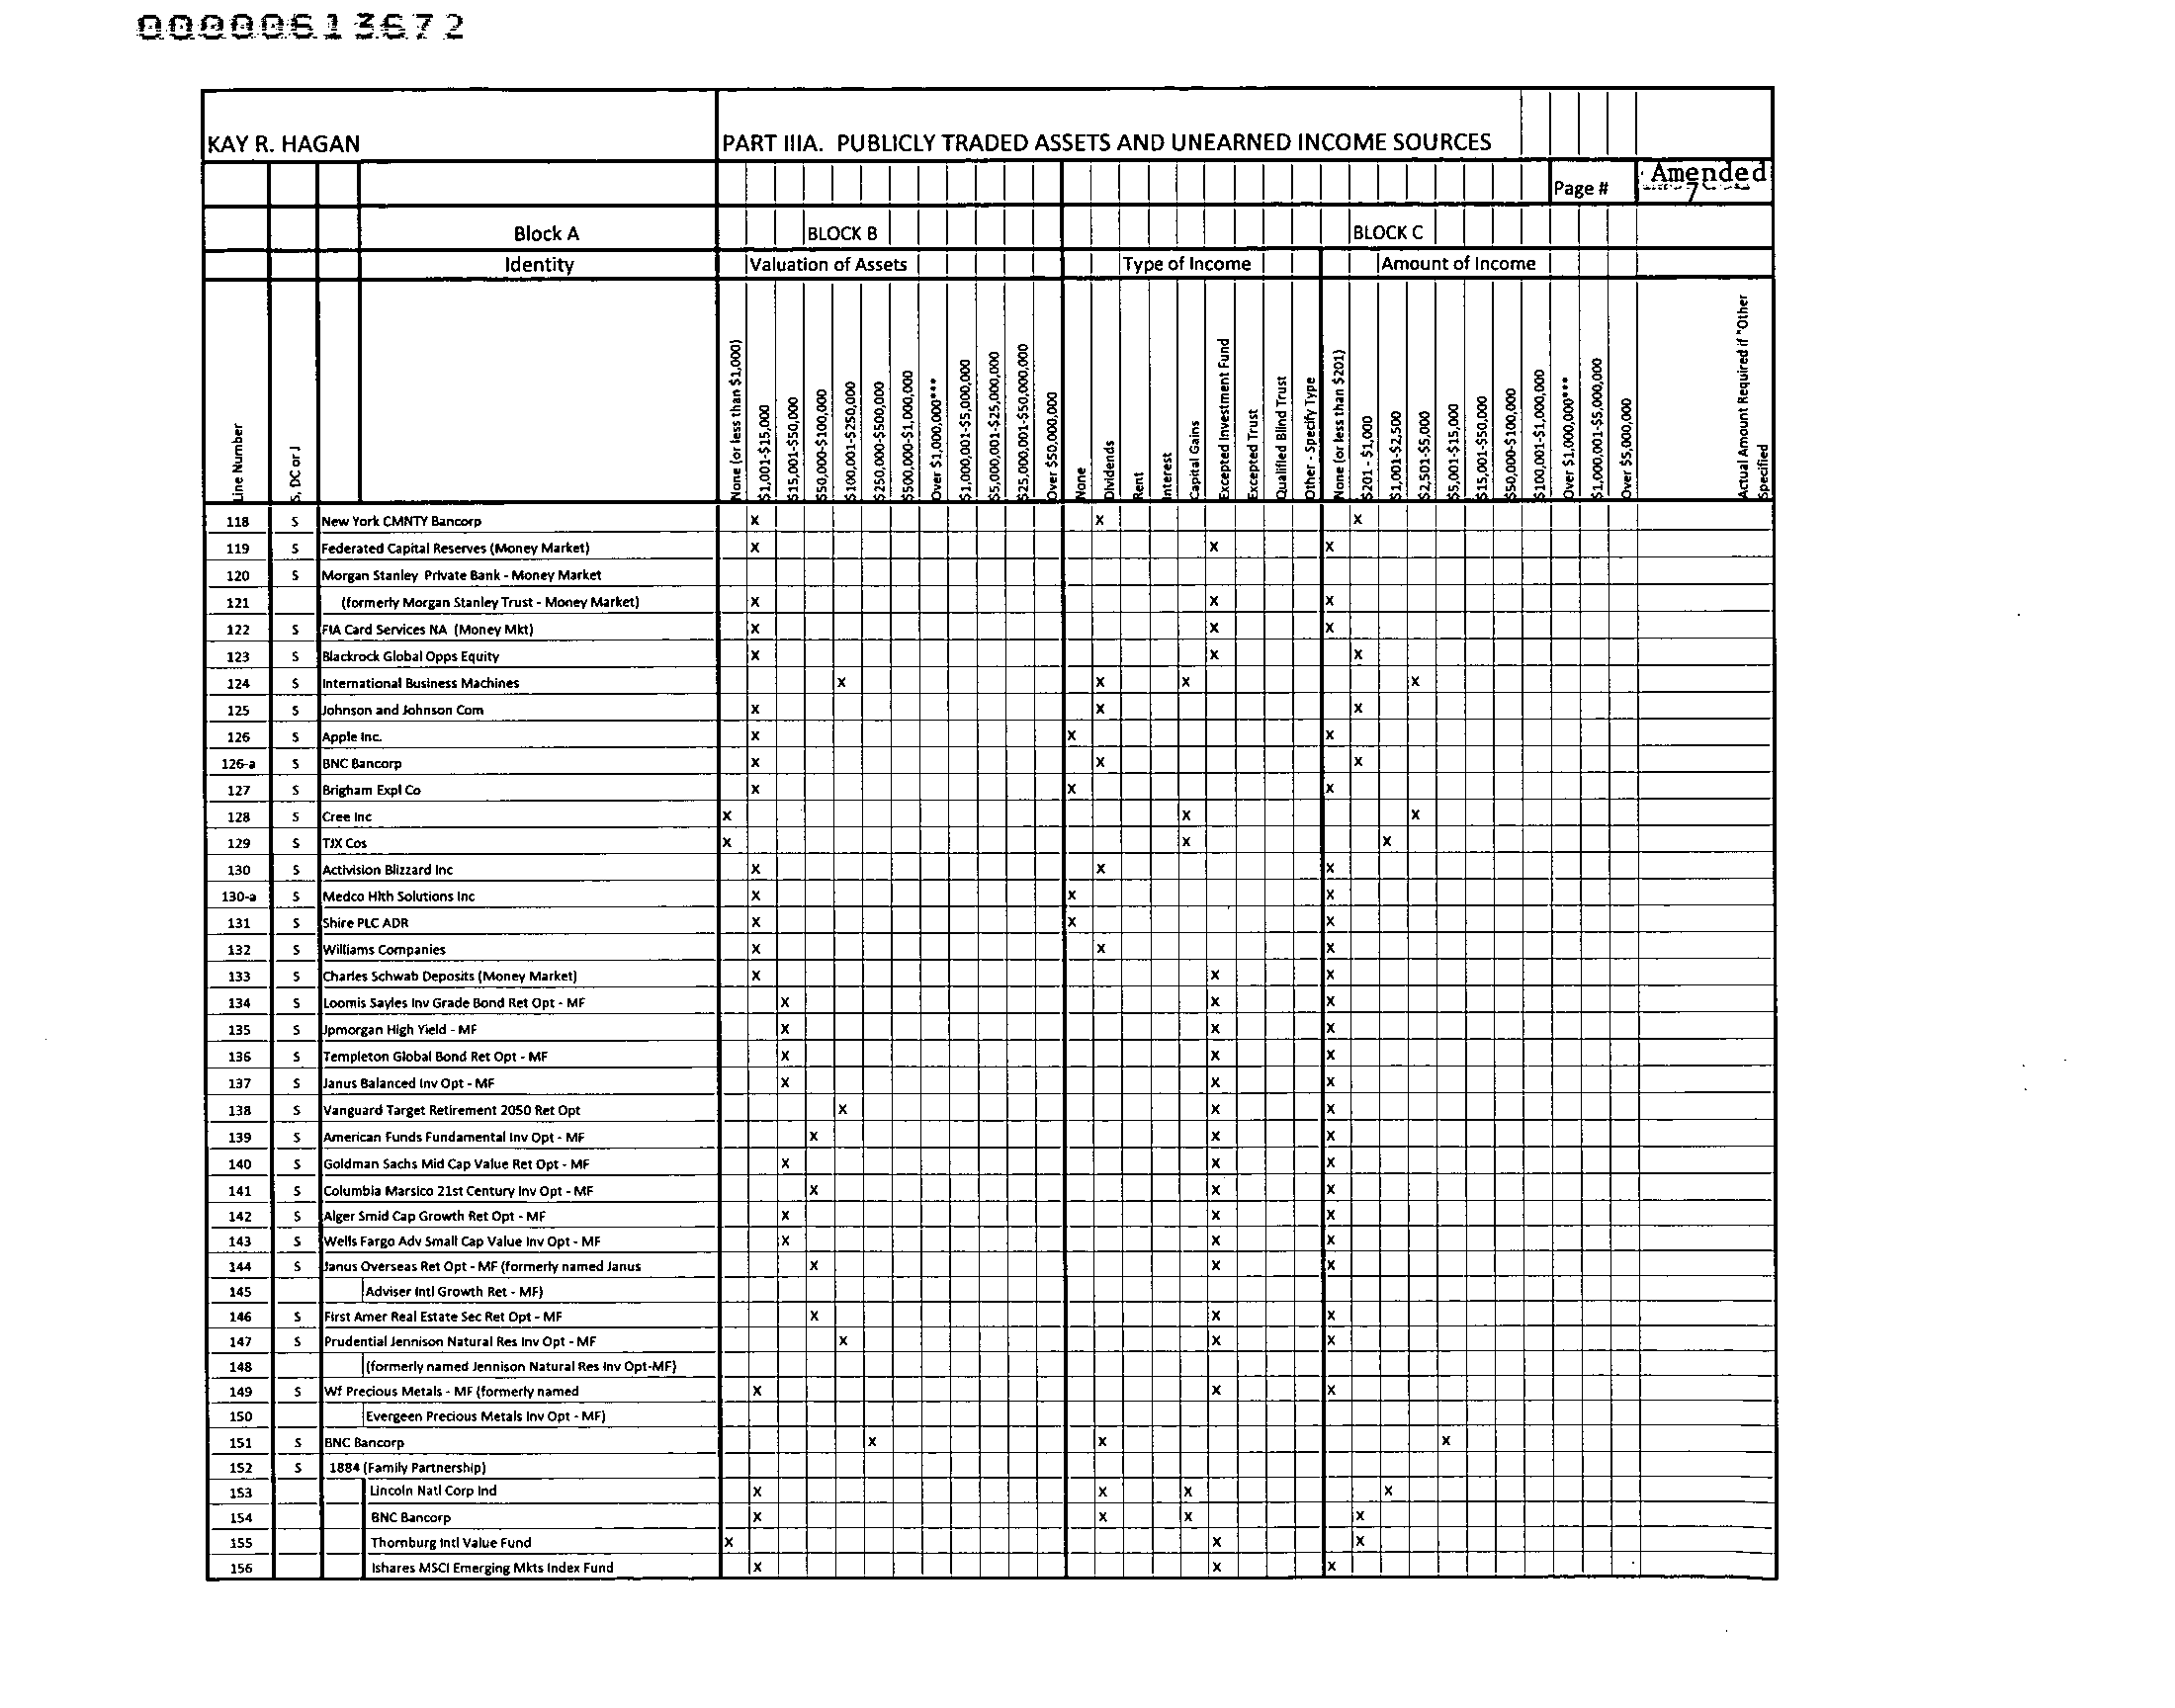 00000613672
KAY R. HAGAN PART IIIA. PUBLICLY TRADED ASSETS AND UNEARNED INCOME SOURCES
Page # Amended
7
Block A BLOCK B BLOCK C
Identity Valuation of Assets Type of Income Amount of Income
Line Number
S, DC or J
None (or less than $1,000)
$1,001-$15,000
$15,001-$50,000
$50,000-$100,000
$100,001-$250,000
$250,000-$500,000
$500,000-$1,000,000
Over $1,000,000***
$1,000,001-$5,000,000
$5,000,001-$25,000,000
$25,000,001-$50,000,000
Over $50,000,000
None
Dividends
Rent
Interest
Capital Gains
Excepted Investment Fund
Excepted Trust
Qualified Blind Trust
Other - Specify Type
None (or less than $201)
$201 - $1,000
$1,001-$2,500
$2,501-$5,000
$5,001-$15,000
$15,001-$50,000
$50,000-$100,000
$100,001-$1,000,000
Over $1,000,000***
$1,000,001-$5,000,000
Over $5,000,000
Actual Amount Required if "Other
Specified
118 S New York CMNTY Bancorp X X X
119 S Federated Capital Reserves (Money Market) X X X
120 S Morgan Stanley Private Bank - Money Market
121 (formerly Morgan Stanley Trust - Money Market) X X X
122 S FIA Card Services NA (Money Mkt) X X X
123 S Blackrock Global Opps Equity X X X
124 S International Business Machines X X X X
125 S Johnson and Johnson Com X X X
126 S Apple Inc. X X X
126-a S BNC Bancorp X X X
127 S Brigham Expl Co X X X
128 S Cree Inc X X X
129 S TJX Cos X X X
130 S Activision Blizzard Inc X X X
130-a S Medco Hlth Solutions Inc X X X
131 S Shire PLC ADR X X X
132 S Williams Companies X X X
133 S Charles Schwab Deposits (Money Market) X X X
134 S Loomis Sayles Inv Grade Bond Ret Opt - MF X X X
135 S Jpmorgan High Yield - MF X X X
136 S Templeton Global Bond Ret Opt - MF X X X
137 S Janus Balanced Inv Opt - MF X X X
138 S Vanguard Target Retirement 2050 Ret Opt X X X
139 S American Funds Fundamental Inv Opt - MF X X X
140 S Goldman Sachs Mid Cap Value Ret Opt - MF X X X
141 S Columbia Marsico 21st Century Inv Opt - MF X X X
142 S Alger Smid Cap Growth Ret Opt - MF X X X
143 S Wells Fargo Adv Small Cap Value Inv Opt - MF X X X
144 S Janus Overseas Ret Opt - MF (formerly named Janus X X X
145 Adviser Intl Growth Ret - MF)
146 S First Amer Real Estate Sec Ret Opt - MF X X X
147 S Prudential Jennison Natural Res Inv Opt - MF X X X
148 (formerly named Jennison Natural Res Inv Opt-MF)
149 S Wf Precious Metals - MF (formerly named X X X
150 Evergeen Precious Metals Inv Opt - MF)
151 S BNC Bancorp X X X
152 S 1884 (Family Partnership)
153 Lincoln Natl Corp Ind X X X X
154 BNC Bancorp X X X X
155 Thornburg Intl Value Fund X X X
156 Ishares MSCI Emerging Mkts Index Fund X X X